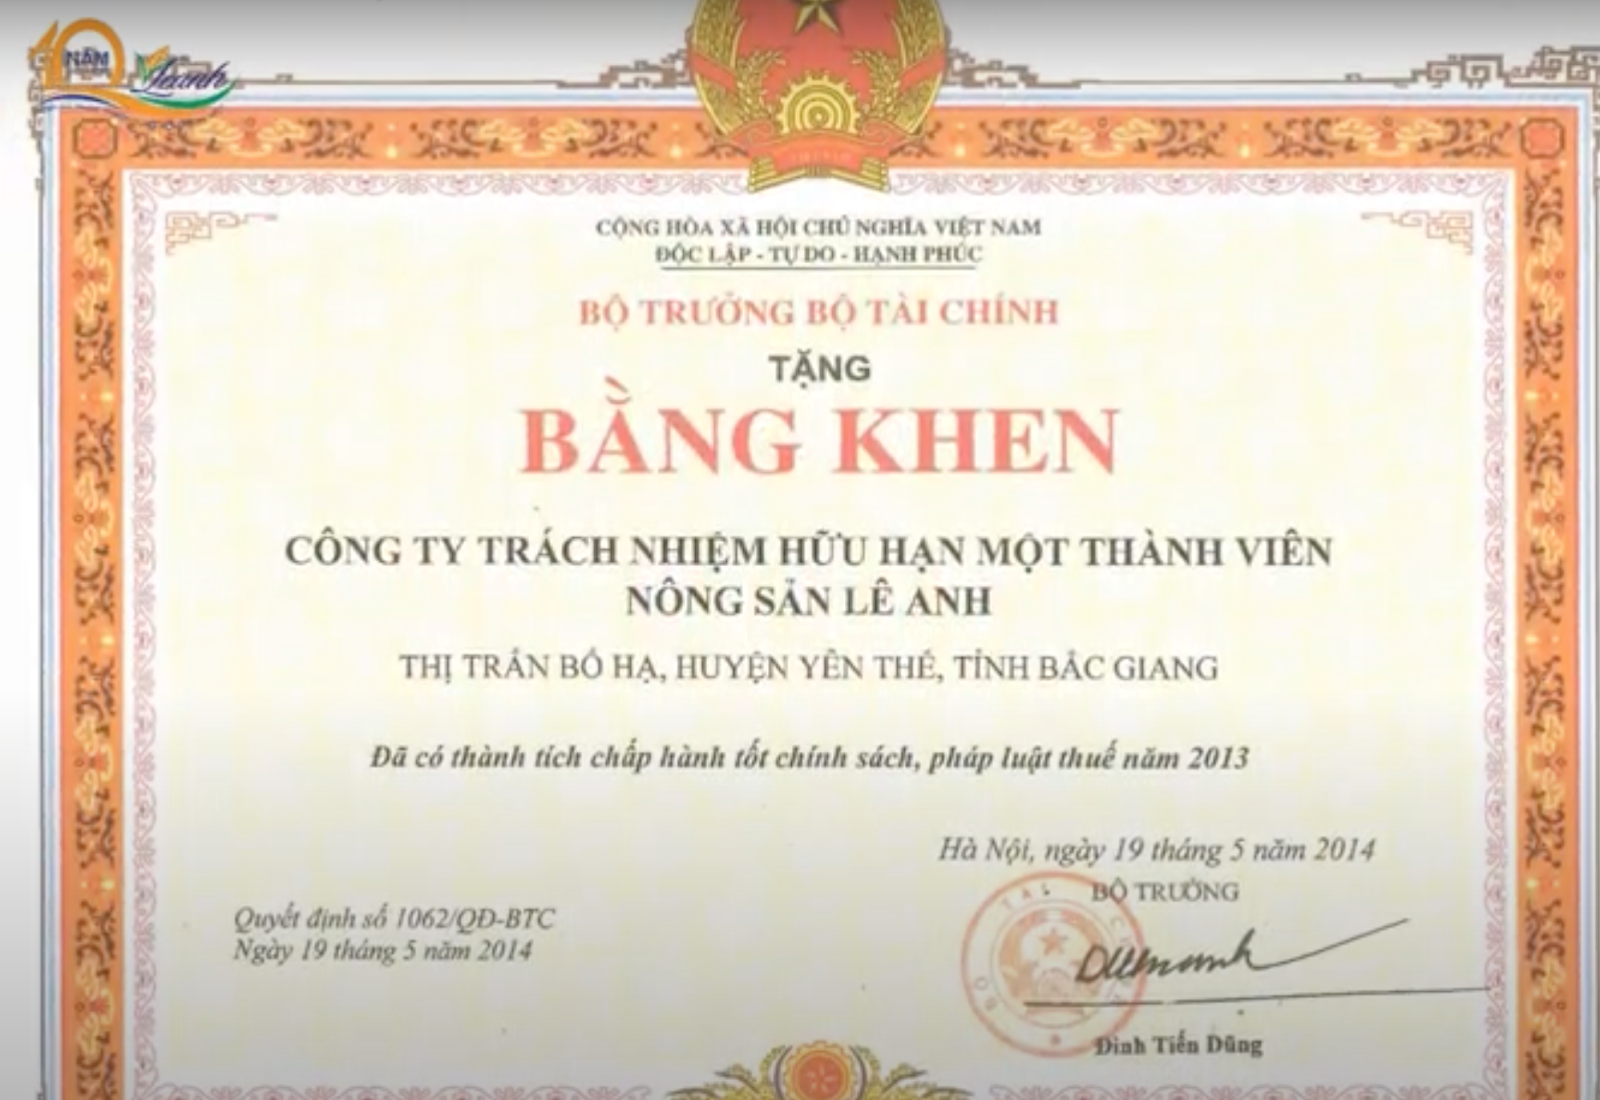 10 NĂM Leanh
CỘNG HÒA XÃ HỘI CHỦ NGHĨA VIỆT NAM
ĐỘC LẬP - TỰ DO - HẠNH PHÚC
BỘ TRƯỞNG BỘ TÀI CHÍNH
TẶNG
BẰNG KHEN
CÔNG TY TRÁCH NHIỆM HỮU HẠN MỘT THÀNH VIÊN
NÔNG SẢN LÊ ANH
THỊ TRẤN BỐ HẠ, HUYỆN YÊN THẾ, TỈNH BẮC GIANG
Đã có thành tích chấp hành tốt chính sách, pháp luật thuế năm 2013
Hà Nội, ngày 19 tháng 5 năm 2014
BỘ TRƯỞNG
Quyết định số 1062/QĐ-BTC
Ngày 19 tháng 5 năm 2014
Đinh Tiến Dũng